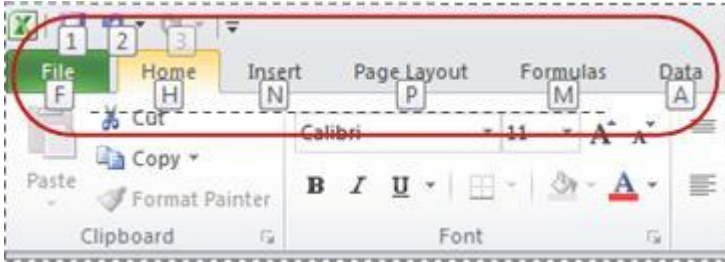 1 2 3
File Home Insert Page Layout Formulas Data
F H N P M A
Cut
Calibri 11 A A
Copy
Paste
B I U A
Format Painter
Clipboard Font